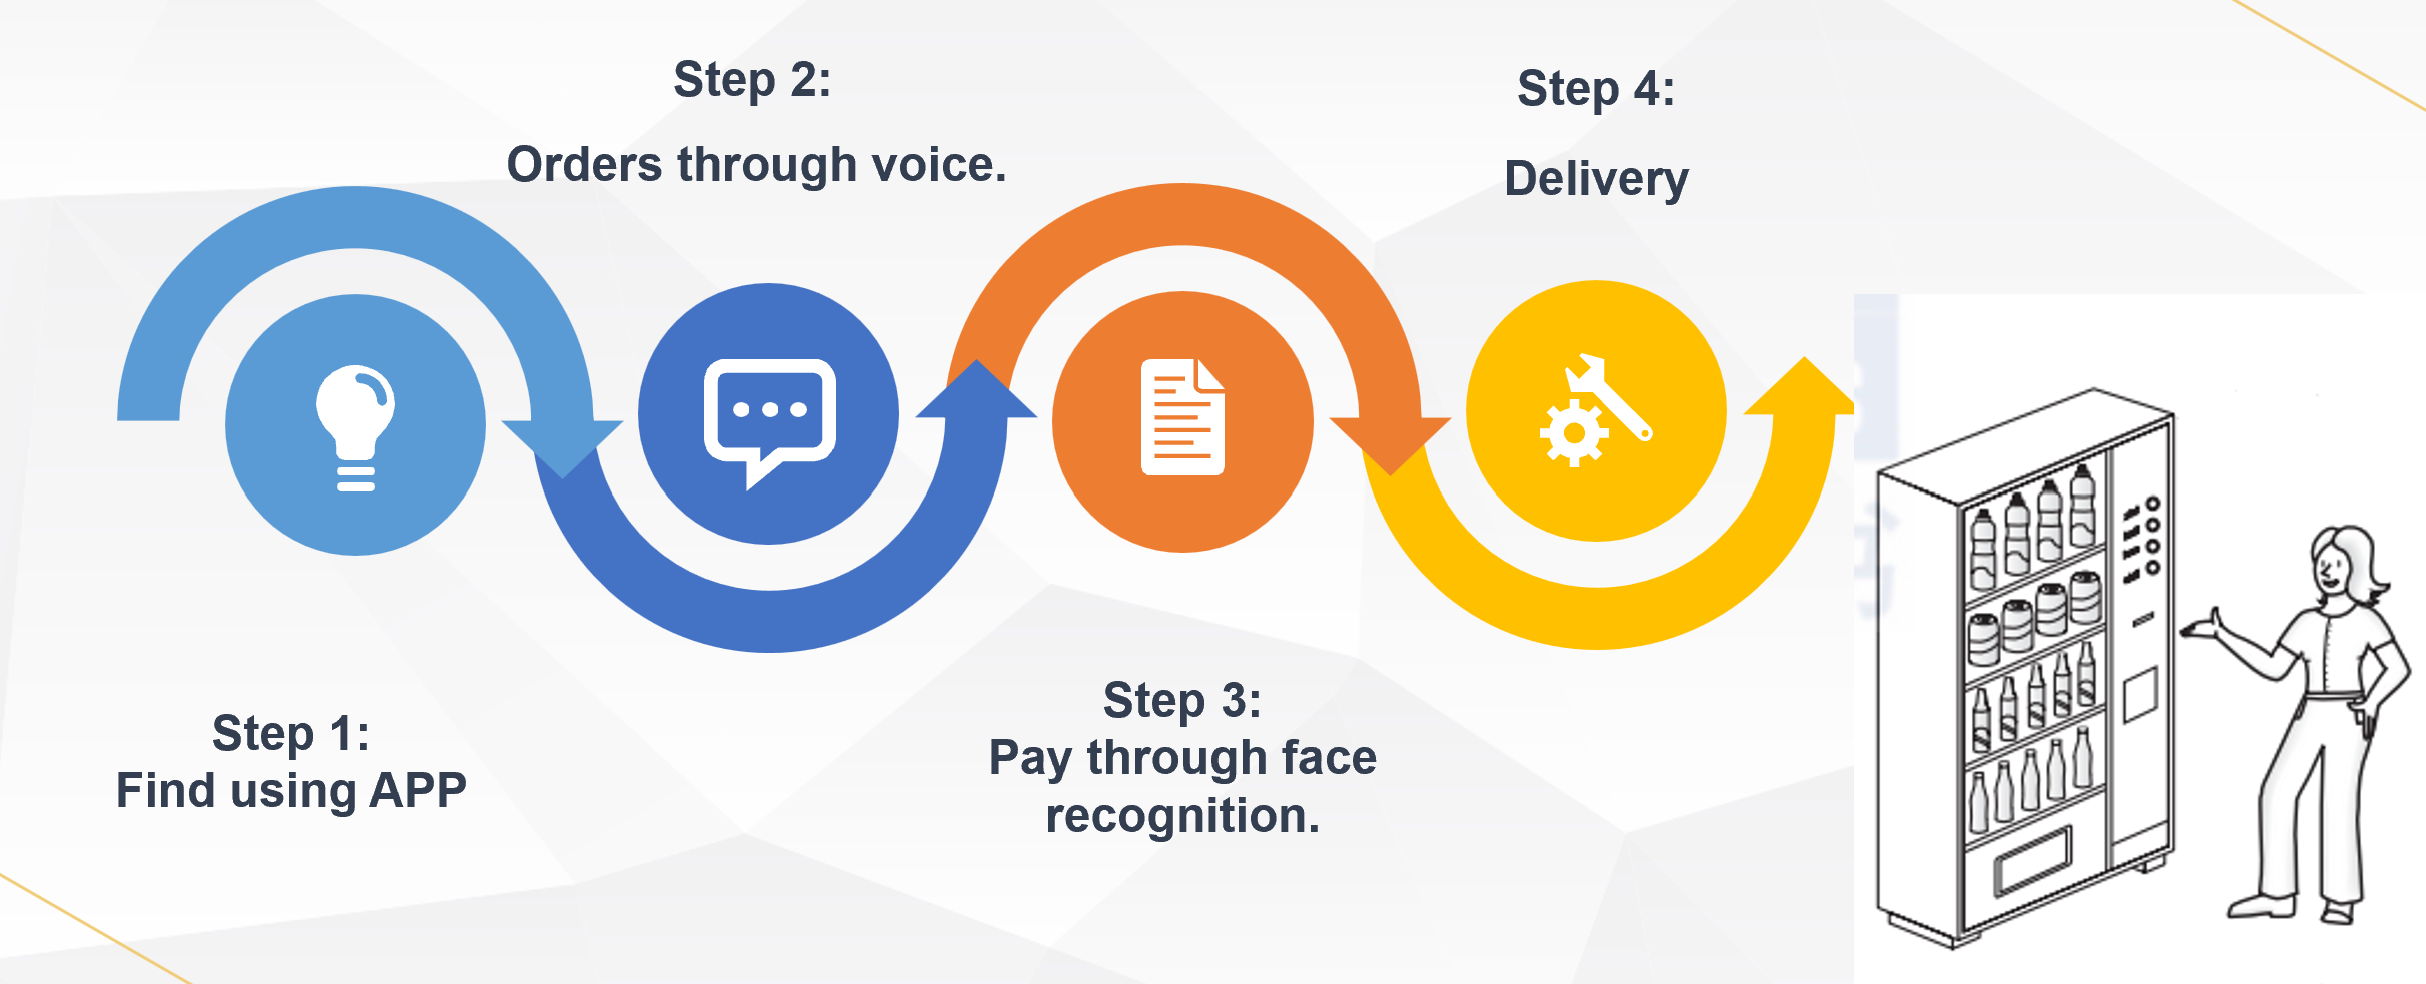 Step 1:
Find using APP
Step 2:
Orders through voice.
Step 3:
Pay through face
recognition.
Step 4:
Delivery